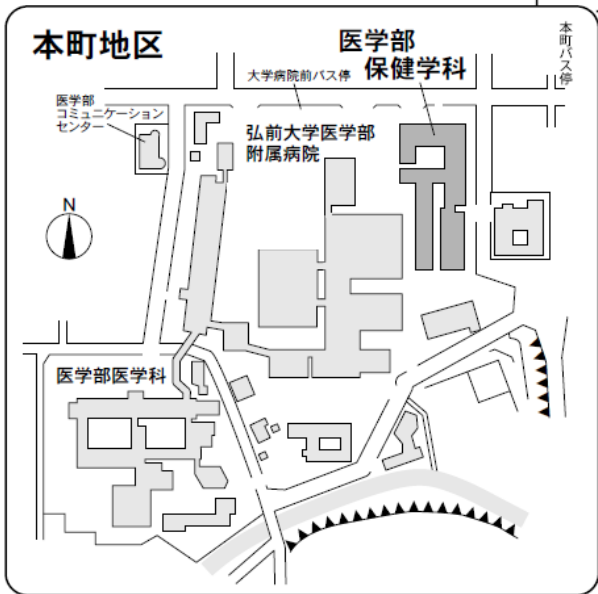 本町地区
医学部
保健学科
本町バス停
大学病院前バス停
医学部
コミュニケーション
センター
弘前大学医学部
附属病院
N
医学部医学科